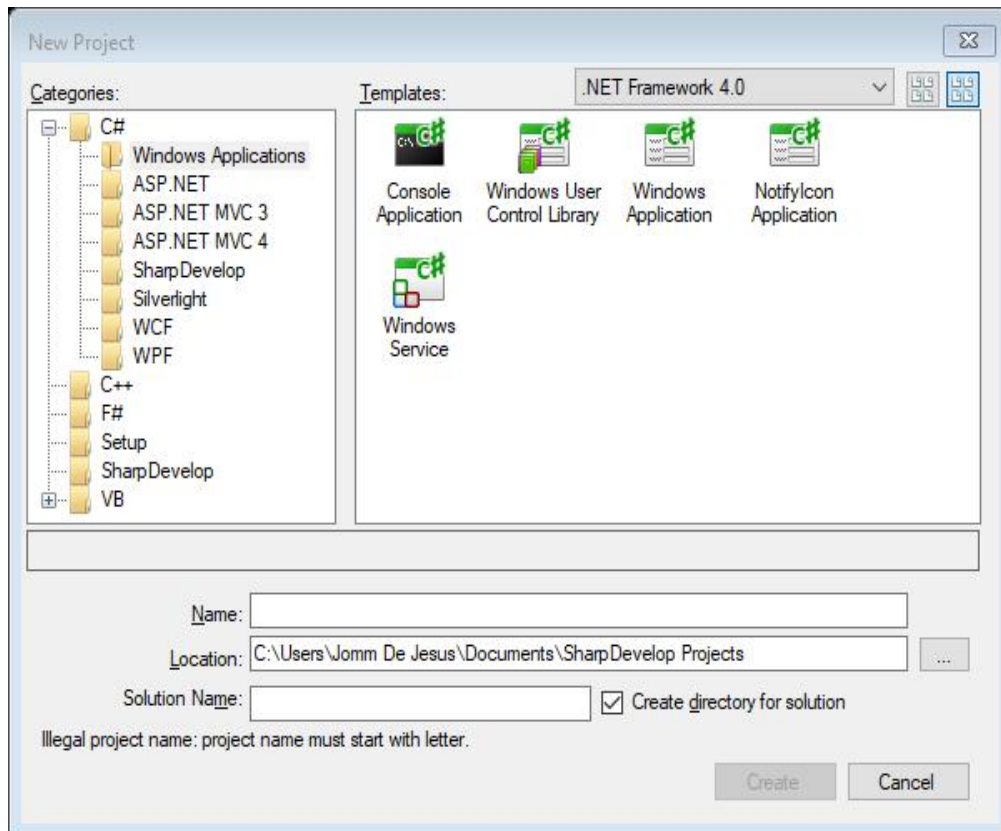 New Project
Categories:
Templates:
.NET Framework 4.0
C#
Windows Applications
ASP.NET
ASP.NET MVC 3
ASP.NET MVC 4
SharpDevelop
Silverlight
WCF
WPF
C++
F#
Setup
SharpDevelop
VB
Console
Application
Windows User
Control Library
Windows
Application
NotifyIcon
Application
Windows
Service
Name:
Location: C:\Users\Jomm De Jesus\Documents\SharpDevelop Projects
...
Solution Name:
Create directory for solution
Illegal project name: project name must start with letter.
Create
Cancel